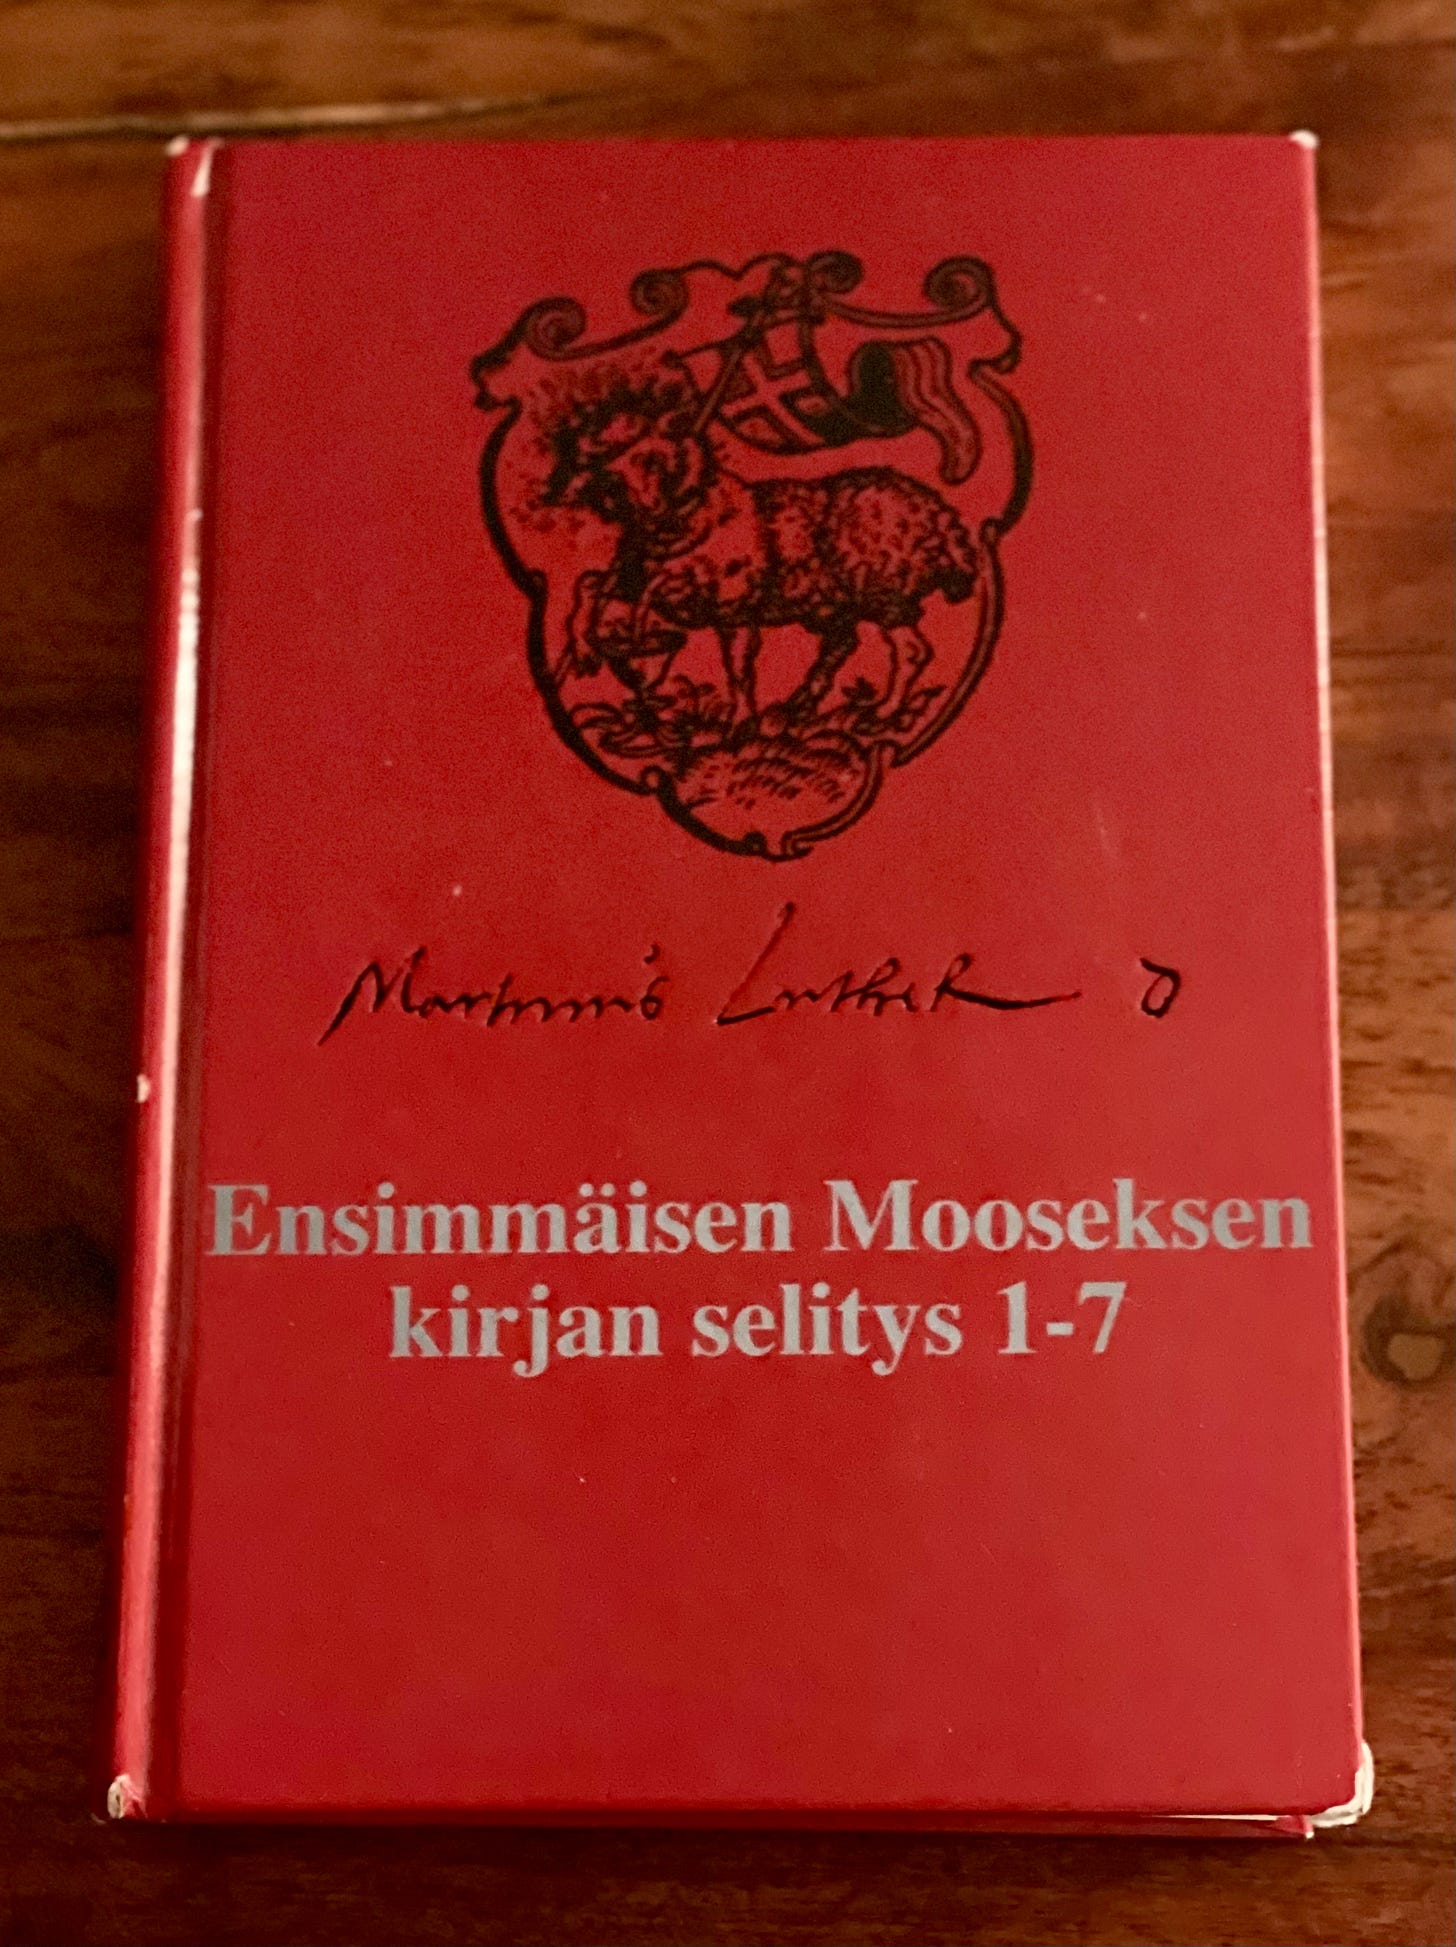 Martinus Luther D
Ensimmäisen Mooseksen
kirjan selitys 1-7